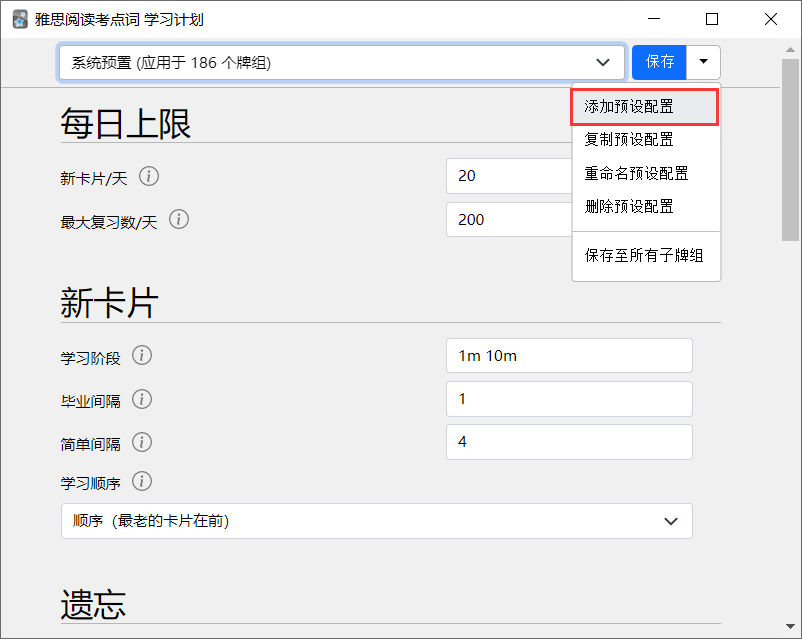 雅思阅读考点词 学习计划
系统预置 (应用于 186 个牌组)
保存
添加预设配置
复制预设配置
重命名预设配置
删除预设配置
保存至所有子牌组
每日上限
新卡片/天
20
最大复习数/天
200
新卡片
学习阶段
1m 10m
毕业间隔
1
简单间隔
4
学习顺序
顺序（最老的卡片在前）
遗忘